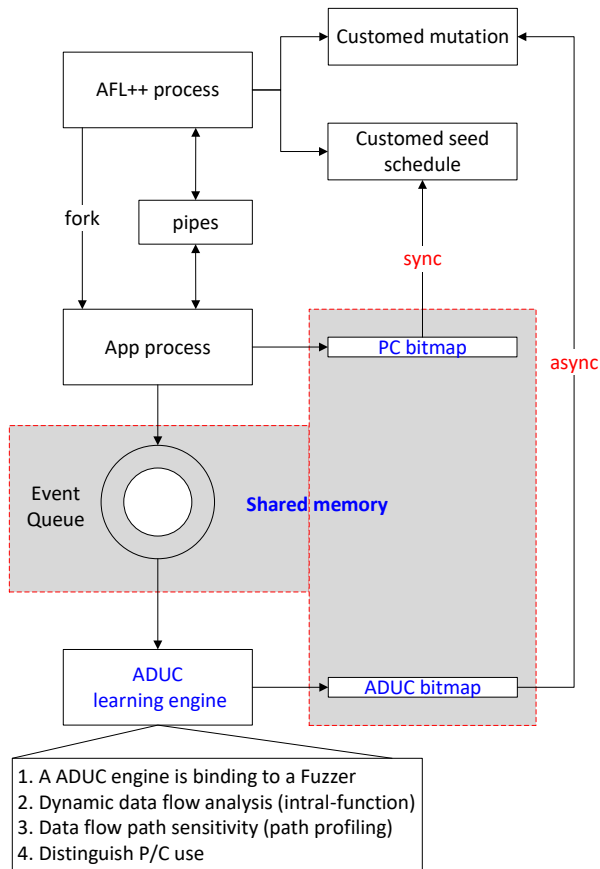 Customed mutation
AFL++ process
Customed seed
schedule
fork
pipes
sync
App process
PC bitmap
async
Event
Queue
Shared memory
ADUC
learning engine
ADUC bitmap
1. A ADUC engine is binding to a Fuzzer
2. Dynamic data flow analysis (intral-function)
3. Data flow path sensitivity (path profiling)
4. Distinguish P/C use